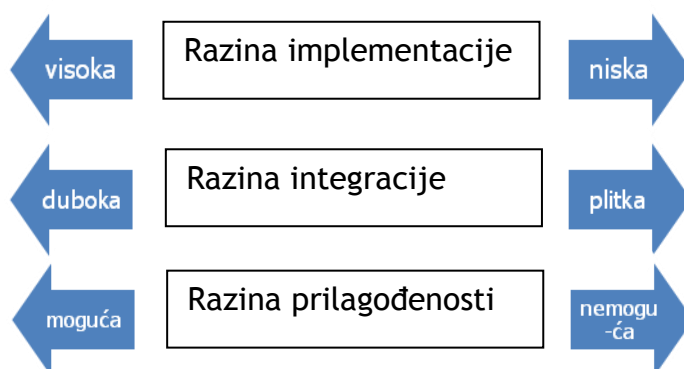 visoka
Razina implementacije
niska
duboka
Razina integracije
plitka
moguća
Razina prilagođenosti
nemogu
-ća